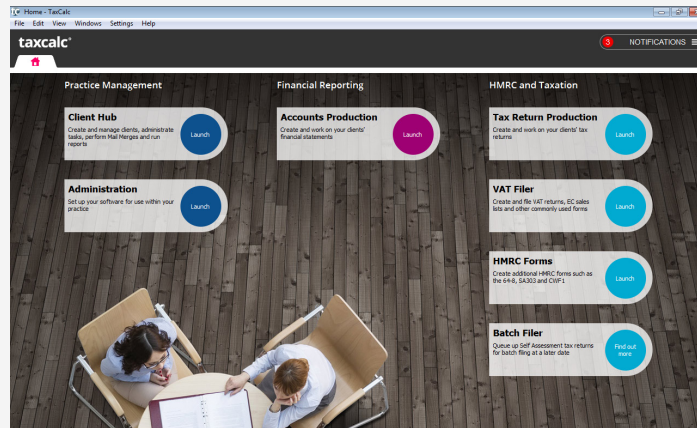 Home - TaxCalc
File Edit View Windows Settings Help
taxcalc
3 NOTIFICATIONS
Practice Management
Financial Reporting
HMRC and Taxation
Client Hub
Create and manage clients, administrate
tasks, perform Mail Merges and run
reports
Launch
Accounts Production
Create and work on your clients'
financial statements
Launch
Tax Return Production
Create and work on your clients' tax
returns
Launch
Administration
Set up your software for use within your
practice
Launch
VAT Filer
Create and file VAT returns, EC sales
lists and other commonly used forms
Launch
HMRC Forms
Create additional HMRC forms such as
the 64-8, SA303 and CWF1
Launch
Batch Filer
Queue up Self Assessment tax returns
for batch filing at a later date
Find out
more